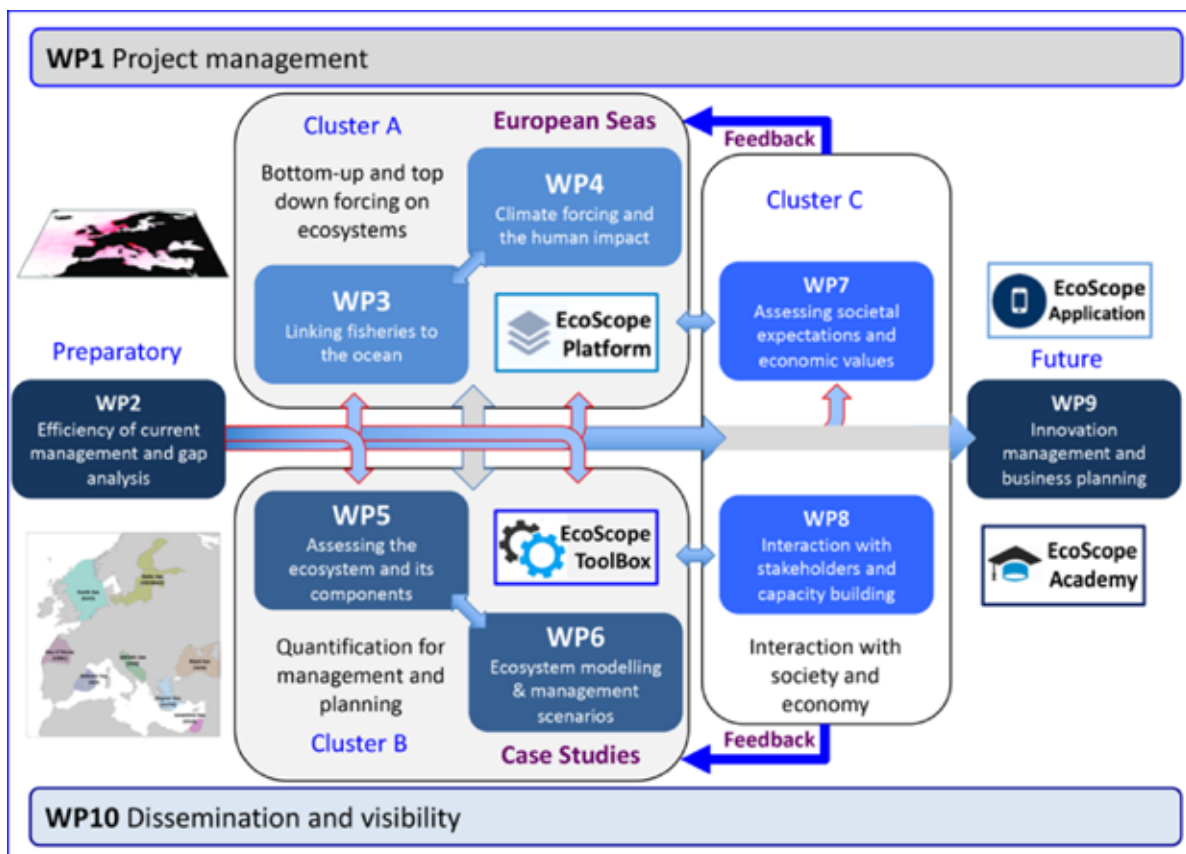 WP1 Project management
Cluster A
European Seas
Bottom-up and top
down forcing on
ecosystems
WP4
Climate forcing and
the human impact
WP3
Linking fisheries to
the ocean
EcoScope
Platform
Feedback
Cluster C
WP7
Assessing societal
expectations and
economic values
EcoScope
Application
Preparatory
WP2
Efficiency of current
management and gap
analysis
Future
WP9
Innovation
management and
business planning
WP5
Assessing the
ecosystem and its
components
EcoScope
ToolBox
WP8
Interaction with
stakeholders and
capacity building
EcoScope
Academy
Quantification for
management and
planning
Cluster B
WP6
Ecosystem modelling
& management
scenarios
Case Studies
Interaction with
society and
economy
Feedback
WP10 Dissemination and visibility